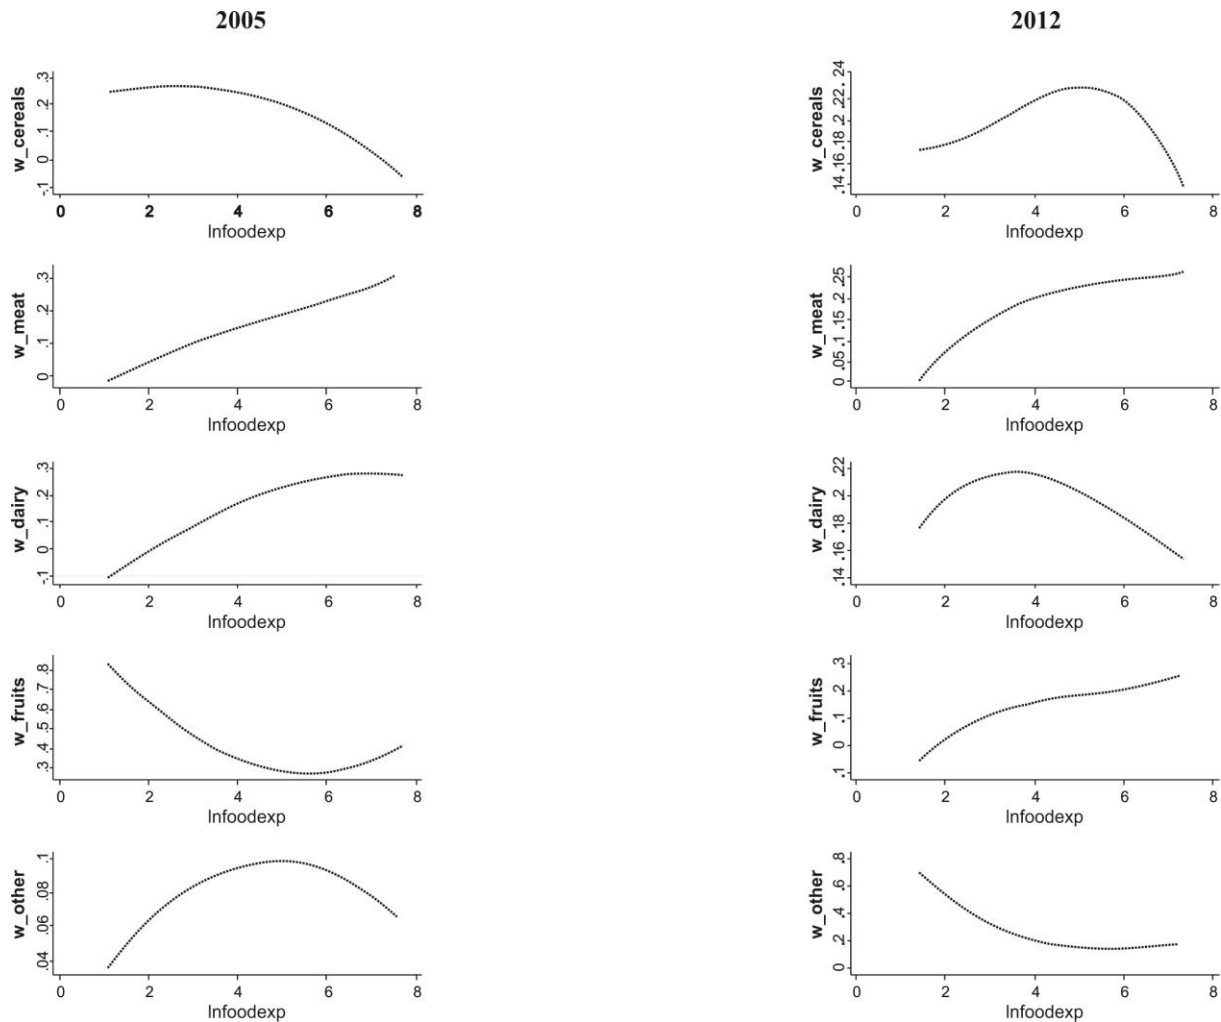 2005
2012
w_cereals
-.1 0 .1 .2 .3
0 2 4 6 8
lnfoodexp
w_cereals
.14 .16 .18 .2 .22 .24
0 2 4 6 8
lnfoodexp
w_meat
0 .1 .2 .3
0 2 4 6 8
lnfoodexp
w_meat
0 .05 .1 .15 .2 .25
0 2 4 6 8
lnfoodexp
w_dairy
-.1 0 .1 .2 .3
0 2 4 6 8
lnfoodexp
w_dairy
.14 .16 .18 .2 .22
0 2 4 6 8
lnfoodexp
w_fruits
.3 .4 .5 .6 .7 .8
0 2 4 6 8
lnfoodexp
w_fruits
.1 0 .1 .2 .3
0 2 4 6 8
lnfoodexp
w_other
.04 .06 .08 .1
0 2 4 6 8
lnfoodexp
w_other
0 .2 .4 .6 .8
0 2 4 6 8
lnfoodexp